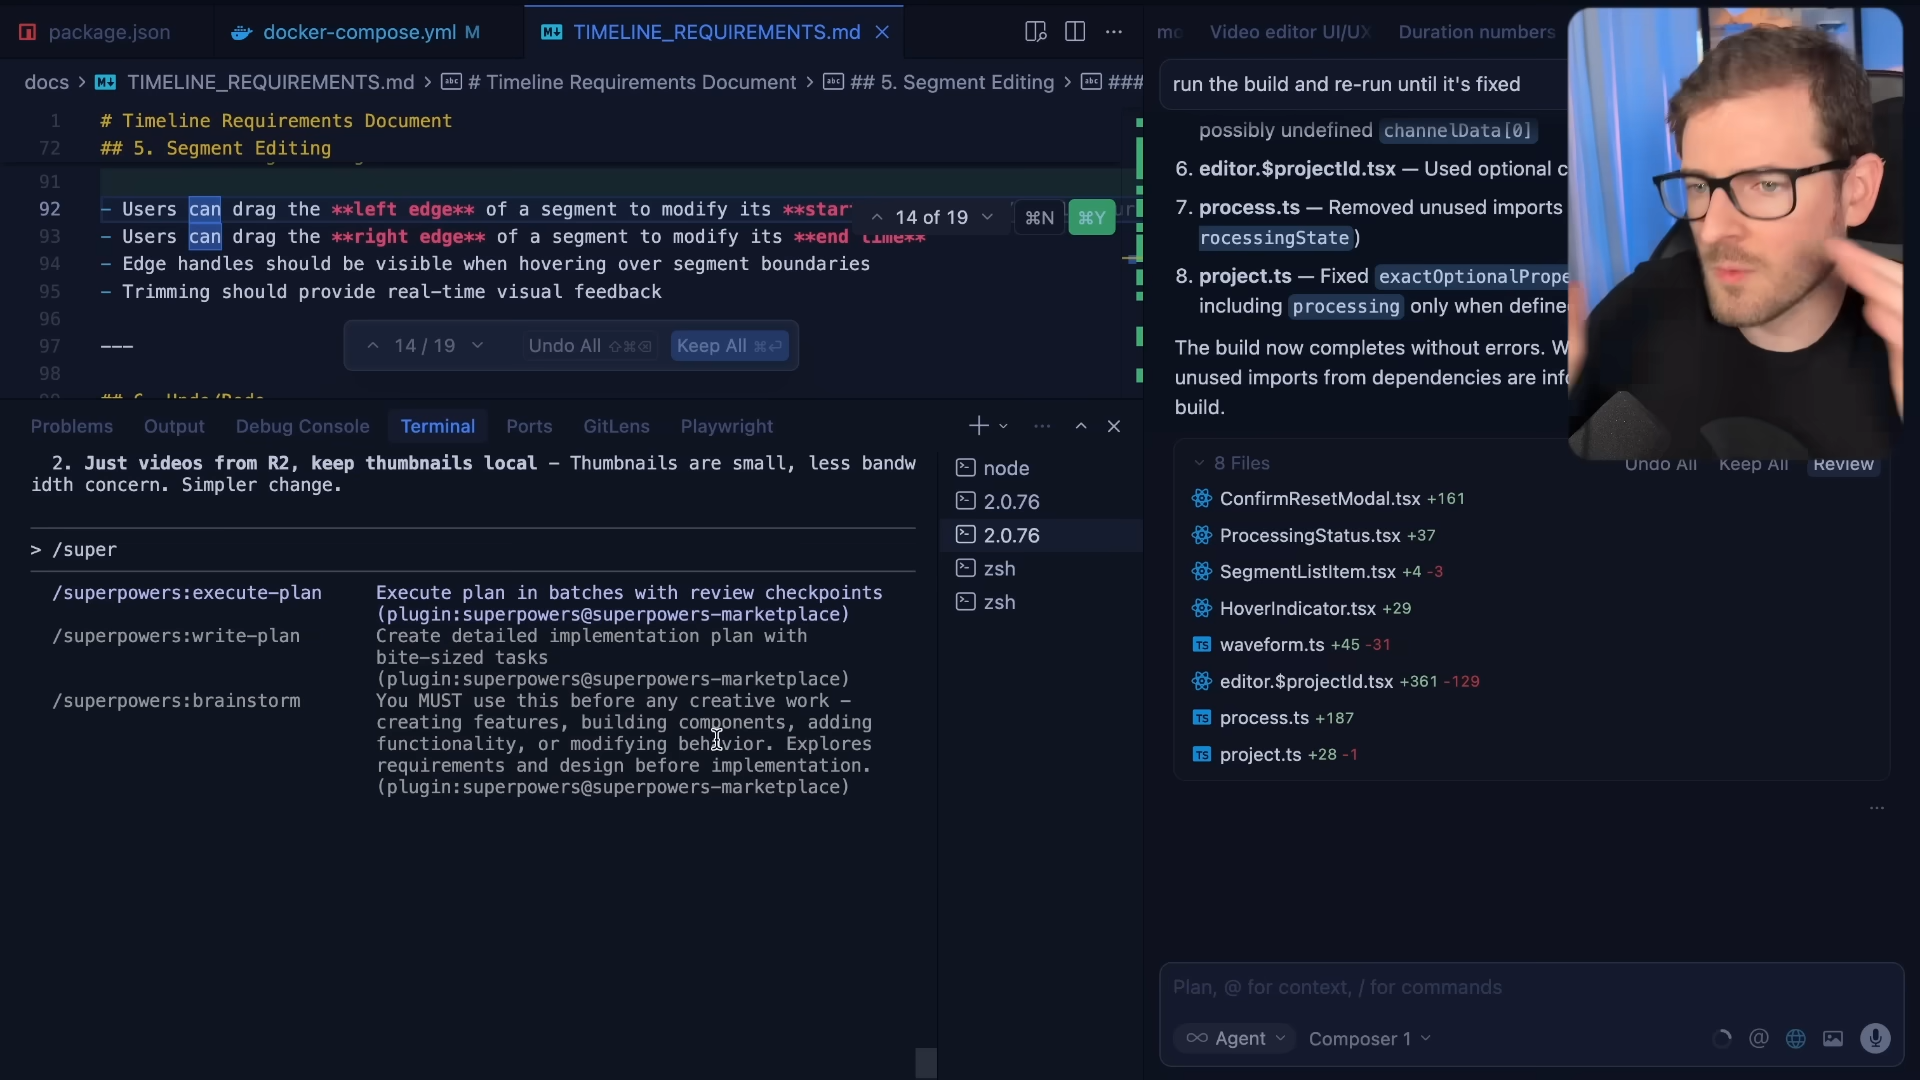 package.json
docker-compose.yml M
TIMELINE_REQUIREMENTS.md
docs > TIMELINE_REQUIREMENTS.md > # Timeline Requirements Document > ## 5. Segment Editing > ###
1 # Timeline Requirements Document
72 ## 5. Segment Editing
91
92 - Users can drag the **left edge** of a segment to modify its **star
14 of 19 ⌘N ⌘Y
93 - Users can drag the **right edge** of a segment to modify its **end time**
94 - Edge handles should be visible when hovering over segment boundaries
95 - Trimming should provide real-time visual feedback
96
97 ---
14 / 19 Undo All ⇧⌘⌫ Keep All ⌘⏎
98
Problems Output Debug Console Terminal Ports GitLens Playwright
2. Just videos from R2, keep thumbnails local - Thumbnails are small, less bandw
idth concern. Simpler change.
> /super
/superpowers:execute-plan Execute plan in batches with review checkpoints
(plugin:superpowers@superpowers-marketplace)
/superpowers:write-plan Create detailed implementation plan with
bite-sized tasks
(plugin:superpowers@superpowers-marketplace)
/superpowers:brainstorm You MUST use this before any creative work -
creating features, building components, adding
functionality, or modifying behavior. Explores
requirements and design before implementation.
(plugin:superpowers@superpowers-marketplace)
node
2.0.76
2.0.76
zsh
zsh
Video editor UI/UX Duration numbers
run the build and re-run until it's fixed
possibly undefined channelData[0]
6. editor.$projectId.tsx — Used optional c
7. process.ts — Removed unused imports
rocessingState)
8. project.ts — Fixed exactOptionalPrope
including processing only when define
The build now completes without errors. W
unused imports from dependencies are info
build.
8 Files Undo All Keep All Review
ConfirmResetModal.tsx +161
ProcessingStatus.tsx +37
SegmentListItem.tsx +4 -3
HoverIndicator.tsx +29
waveform.ts +45 -31
editor.$projectId.tsx +361 -129
process.ts +187
project.ts +28 -1
Plan, @ for context, / for commands
Agent Composer 1